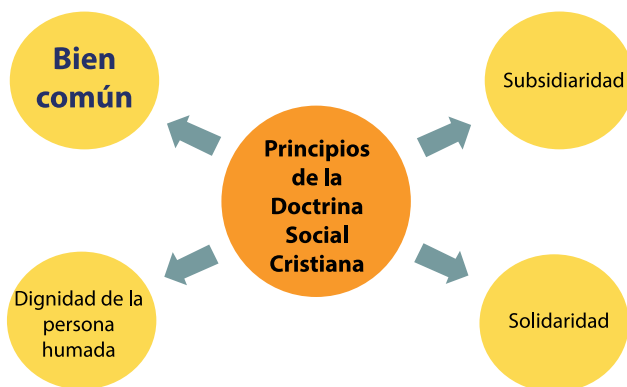 Bien
común
Subsidiaridad
Principios
de la
Doctrina
Social
Cristiana
Dignidad de la
persona
humada
Solidaridad